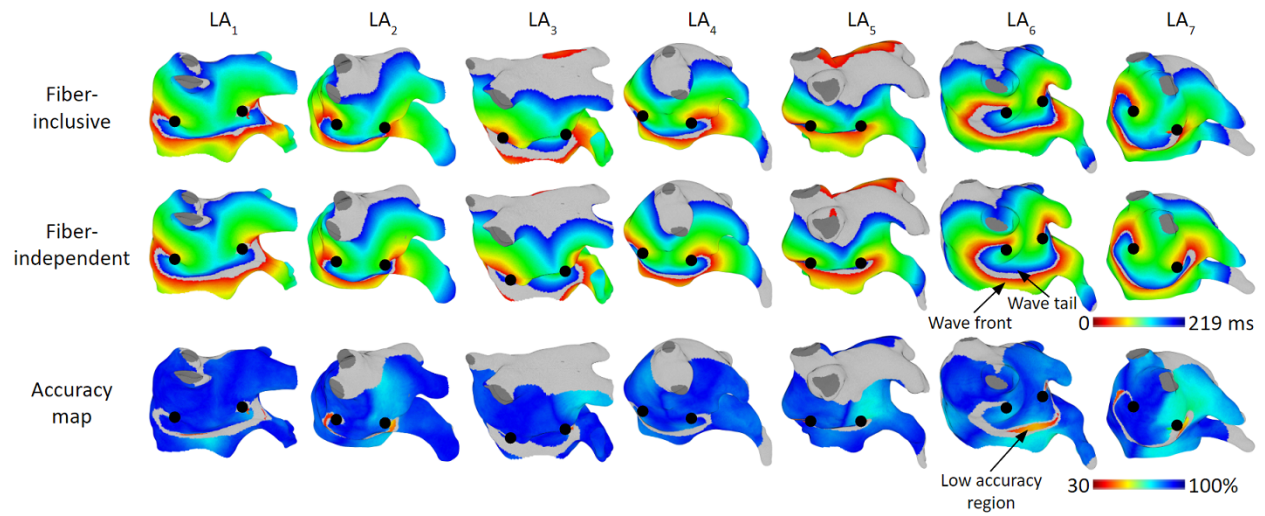 LA1 LA2 LA3 LA4 LA5 LA6 LA7
Fiber-
inclusive
Fiber-
independent
Wave tail
Wave front
0 219 ms
Accuracy
map
Low accuracy
region
30 100%